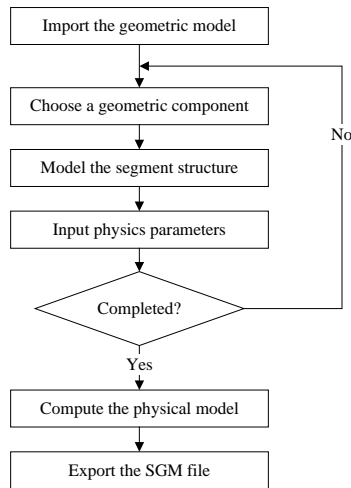 Import the geometric model
Choose a geometric component
No
Model the segment structure
Input physics parameters
Completed?
Yes
Compute the physical model
Export the SGM file